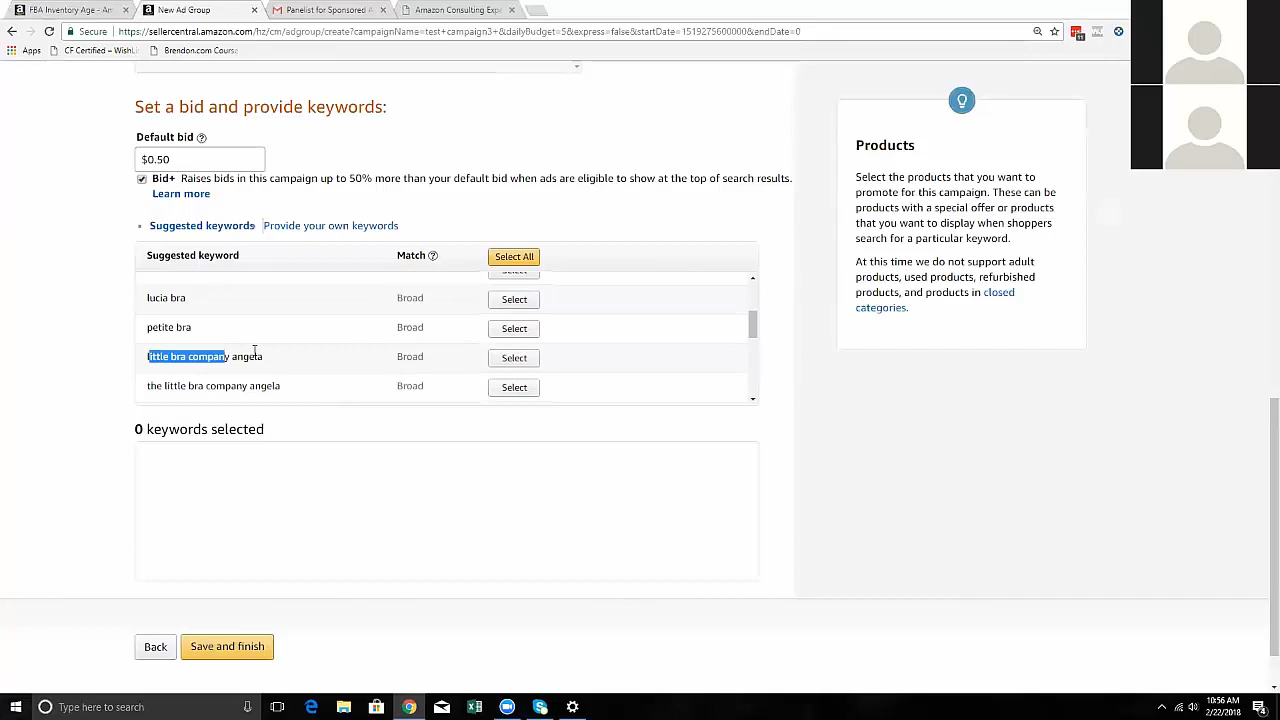 FBA Inventory Age - Am
New Ad Group
Panelist for Sponsored A
Amazon Consulting Expe
Secure
https://sellercentral.amazon.com/hz/cm/adgroup/create?campaignName=test+campaign3+&dailyBudget=5&express=false&startDate=1519275600000&endDate=0
Apps
CF Certified – WishLi
Brendon.com Cours
Set a bid and provide keywords:
Default bid
$0.50
Bid+ Raises bids in this campaign up to 50% more than your default bid when ads are eligible to show at the top of search results.
Learn more
Suggested keywords
Provide your own keywords
Suggested keyword
Match
Select All
Select
lucia bra
Broad
Select
petite bra
Broad
Select
little bra company angela
Broad
Select
the little bra company angela
Broad
Select
0 keywords selected
Back
Save and finish
Products
Select the products that you want to
promote for this campaign. These can be
products with a special offer or products
that you want to display when shoppers
search for a particular keyword.
At this time we do not support adult
products, used products, refurbished
products, and products in closed
categories.
Type here to search
10:56 AM
2/22/2018